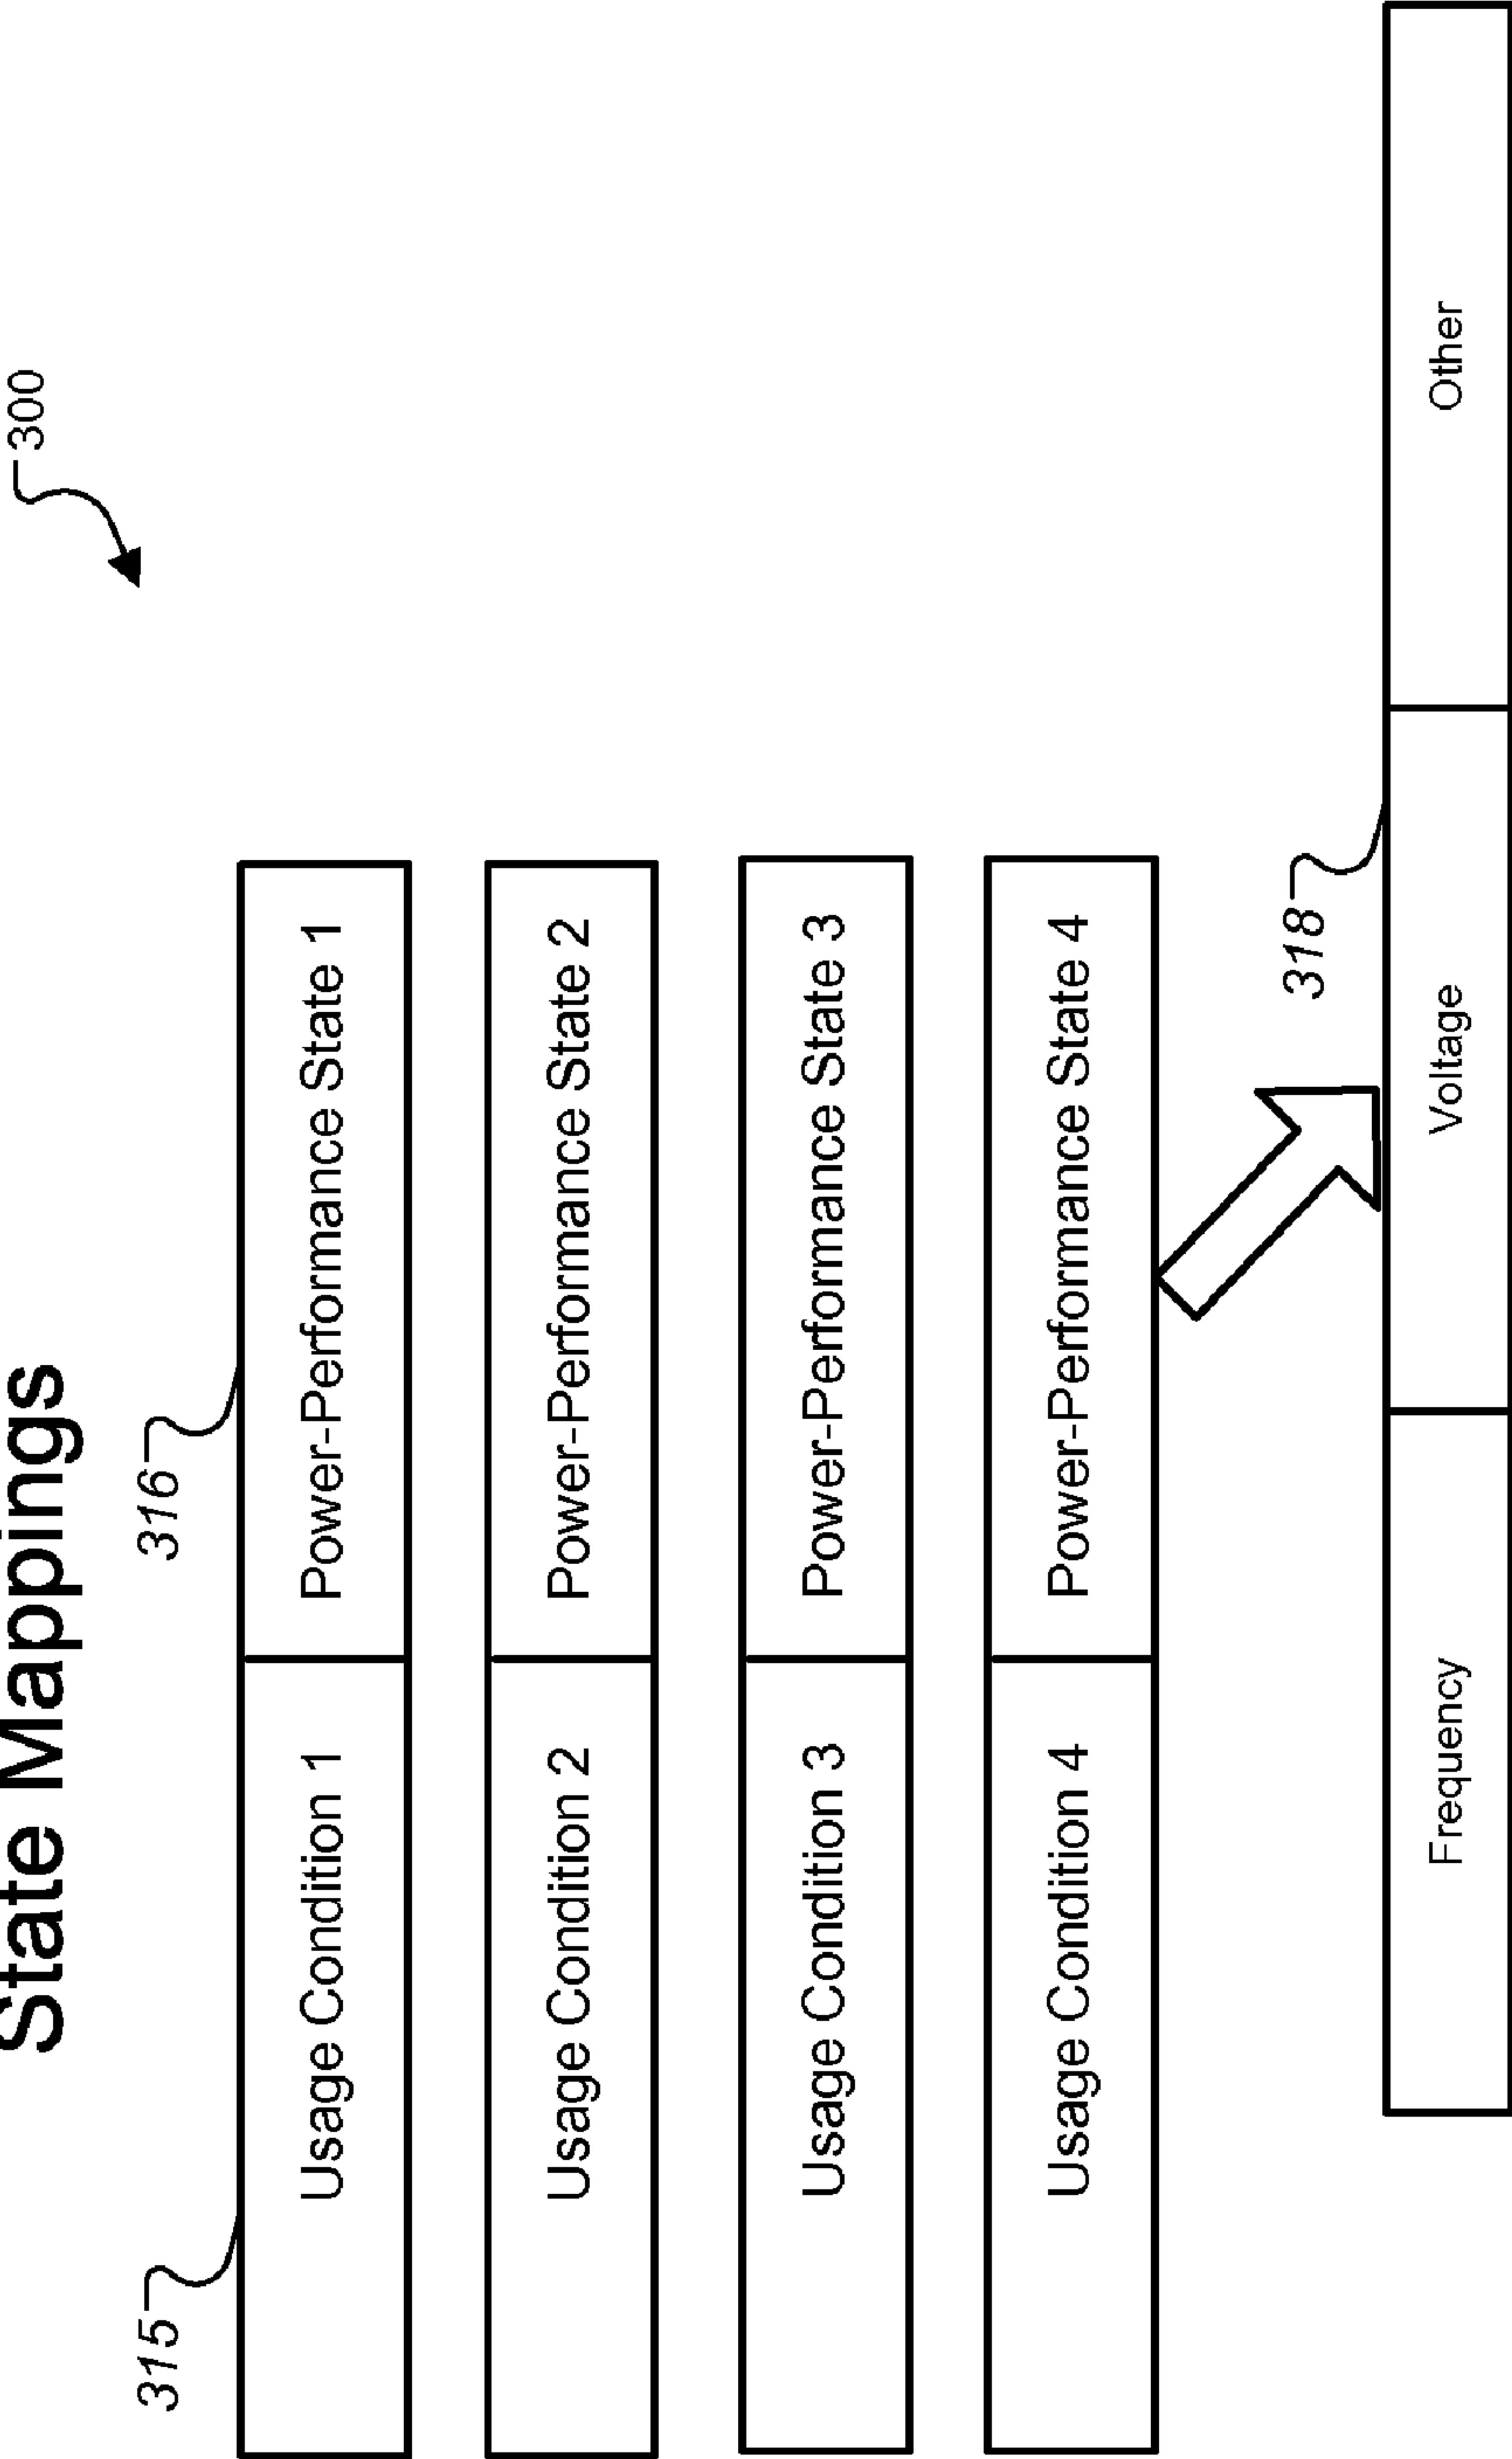 State Mappings
300
315
316
Usage Condition 1
Power-Performance State 1
Usage Condition 2
Power-Performance State 2
Usage Condition 3
Power-Performance State 3
Usage Condition 4
Power-Performance State 4
318
Frequency
Voltage
Other